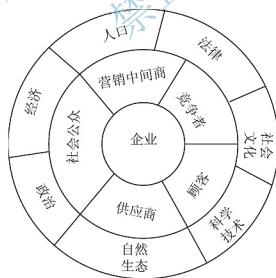 人口
法律
社会
文化
科学
技术
自然
生态
政治
经济
营销中间商
竞争者
顾客
供应商
社会公众
企业